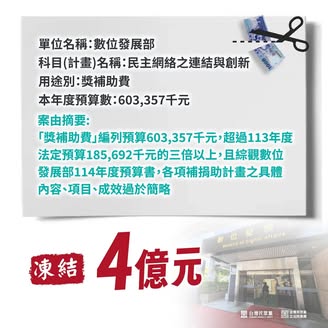 單位名稱：數位發展部
科目(計畫)名稱：民主網絡之連結與創新
用途別：獎補助費
本年度預算數：603,357千元
案由摘要：
「獎補助費」編列預算603,357千元，超過113年度
法定預算185,692千元的三倍以上，且綜觀數位
發展部114年度預算書，各項補捐助計畫之具體
內容、項目、成效過於簡略
凍結
4億元
台灣民眾黨